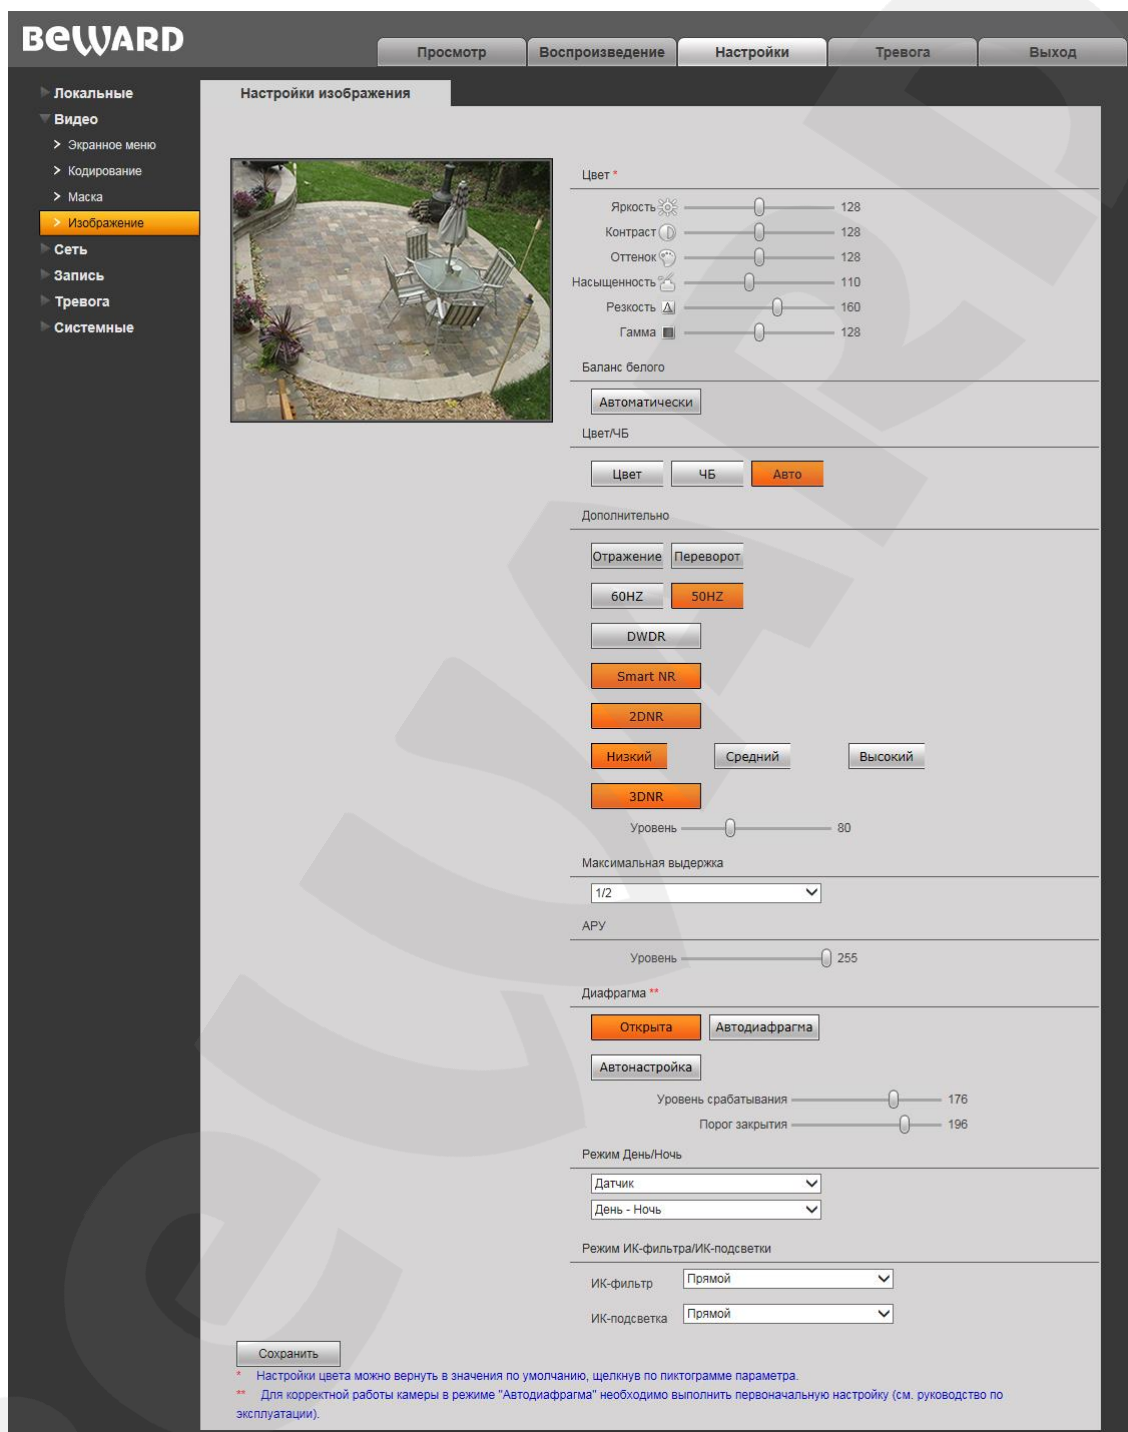 BEWARD
Просмотр Воспроизведение Настройки Тревога Выход
Локальные
Видео
Экранное меню
Кодирование
Маска
Изображение
Сеть
Запись
Тревога
Системные
Настройки изображения
Цвет *
Яркость 128
Контраст 128
Оттенок 128
Насыщенность 110
Резкость 160
Гамма 128
Баланс белого
Автоматически
Цвет/ЧБ
Цвет ЧБ Авто
Дополнительно
Отражение Переворот
60HZ 50HZ
DWDR
Smart NR
2DNR
Низкий Средний Высокий
3DNR
Уровень 80
Максимальная выдержка
1/2
АРУ
Уровень 255
Диафрагма **
Открыта Автодиафрагма
Автонастройка
Уровень срабатывания 176
Порог закрытия 196
Режим День/Ночь
Датчик
День - Ночь
Режим ИК-фильтра/ИК-подсветки
ИК-фильтр Прямой
ИК-подсветка Прямой
Сохранить
* Настройки цвета можно вернуть в значения по умолчанию, щелкнув по пиктограмме параметра.
** Для корректной работы камеры в режиме "Автодиафрагма" необходимо выполнить первоначальную настройку (см. руководство по
эксплуатации).